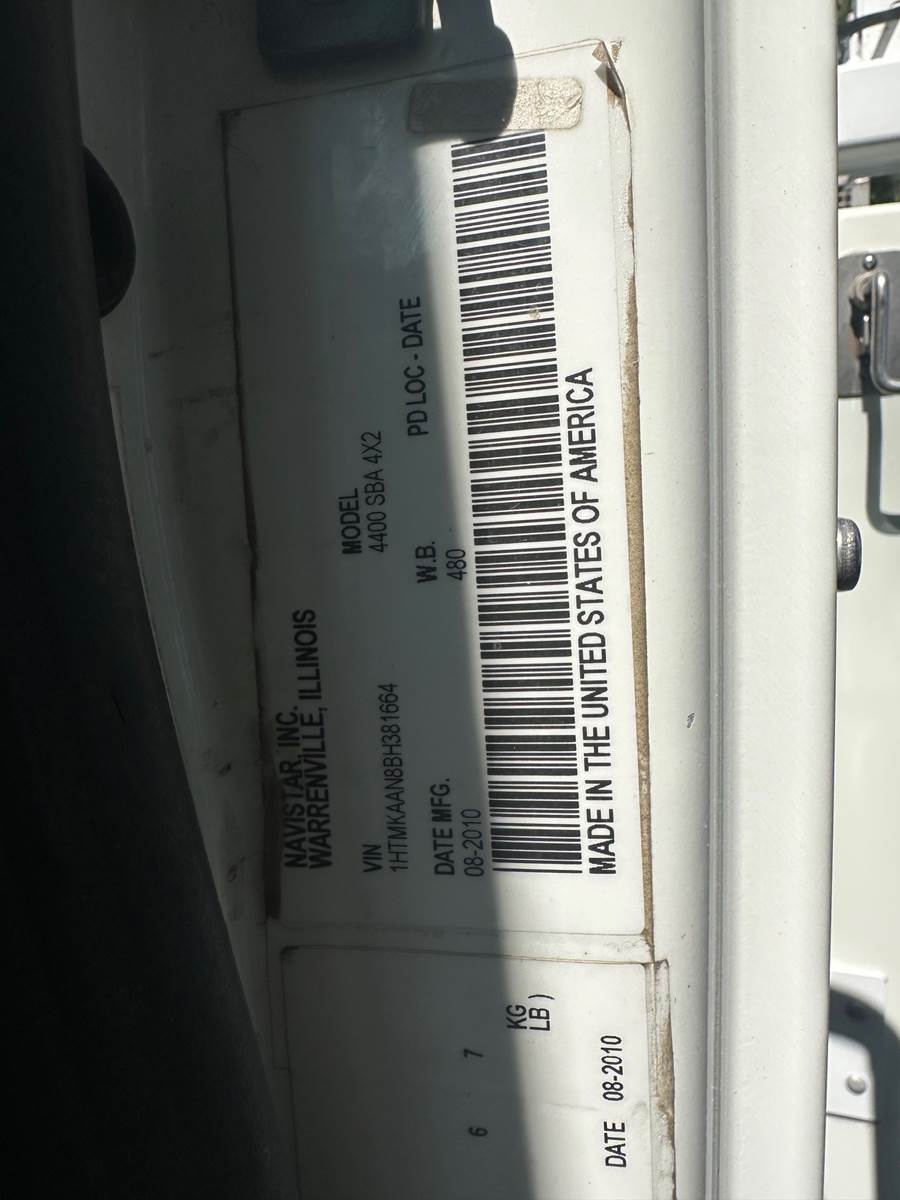 NAVISTAR, INC.
WARRENVILLE, ILLINOIS
VIN
1HTMKAAN8BH381664
MODEL
4400 SBA 4X2
DATE MFG.
08-2010
W.B.
480
PD LOC - DATE
MADE IN THE UNITED STATES OF AMERICA
6 7
KG
LB )
DATE 08-2010